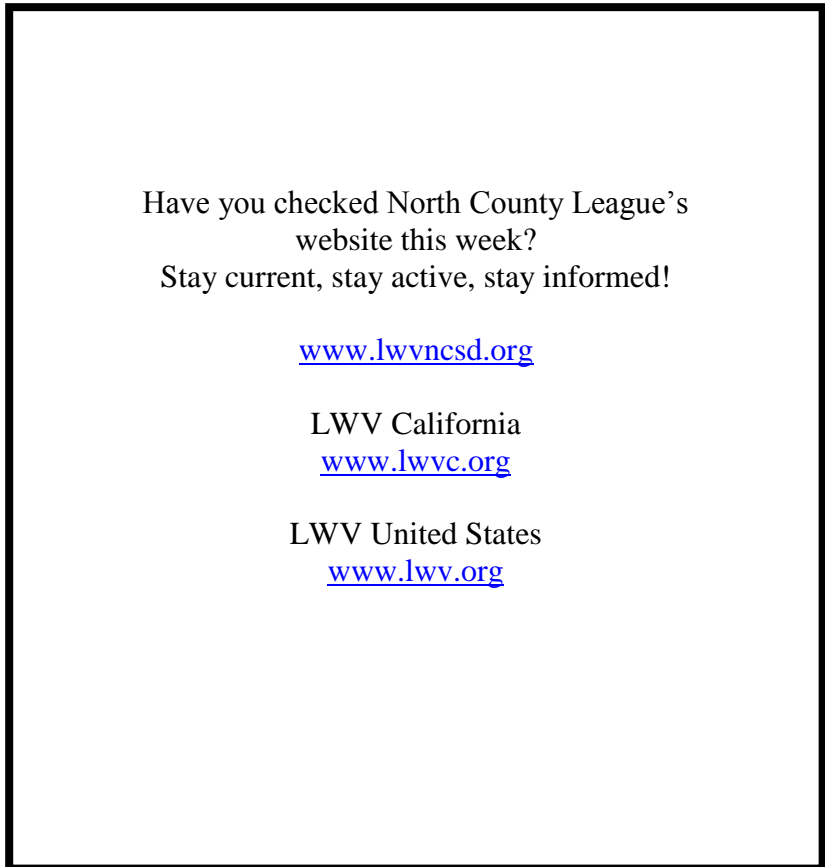 Have you checked North County League’s
website this week?
Stay current, stay active, stay informed!
www.lwvncsd.org
LWV California
www.lwvc.org
LWV United States
www.lwv.org